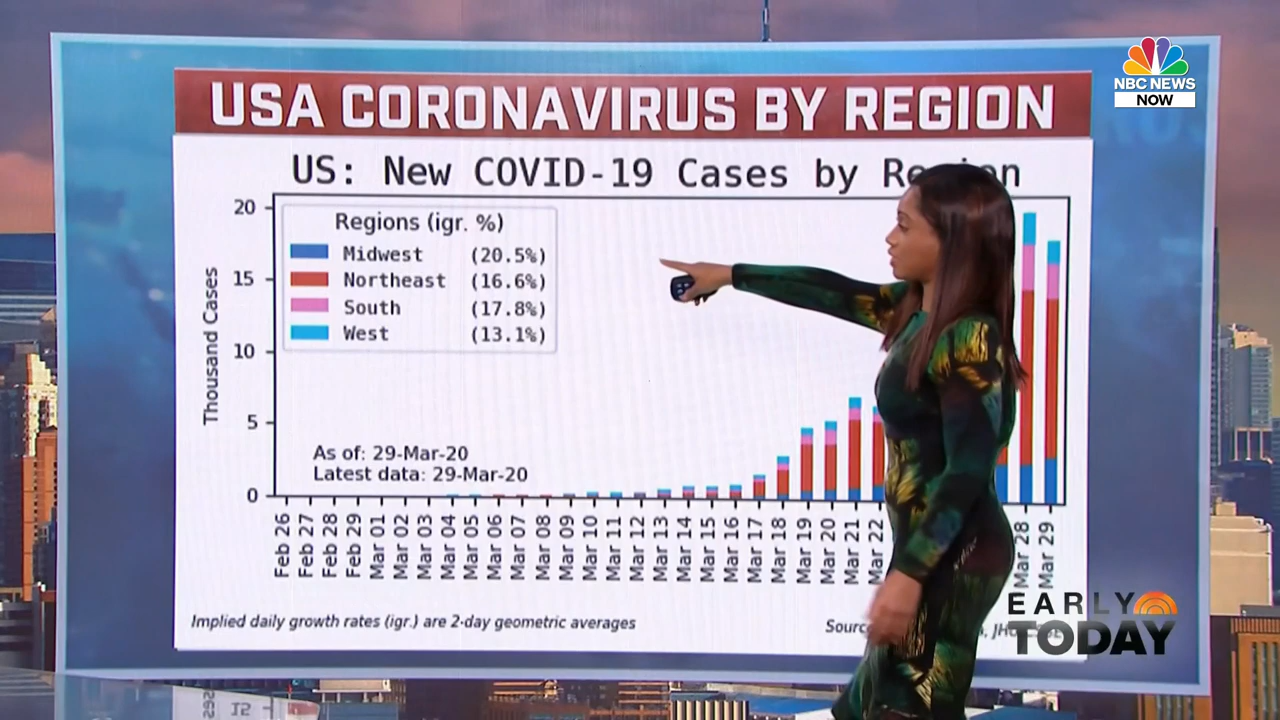 NBC NEWS
NOW
USA CORONAVIRUS BY REGION
US: New COVID-19 Cases by
Regions (igr. %)
Midwest (20.5%)
Northeast (16.6%)
South (17.8%)
West (13.1%)
Thousand Cases
20
15
10
5
0
As of: 29-Mar-20
Latest data: 29-Mar-20
Feb 26
Feb 27
Feb 28
Feb 29
Mar 01
Mar 02
Mar 03
Mar 04
Mar 05
Mar 06
Mar 07
Mar 08
Mar 09
Mar 10
Mar 11
Mar 12
Mar 13
Mar 14
Mar 15
Mar 16
Mar 17
Mar 18
Mar 19
Mar 20
Mar 21
Mar 22
Mar 28
Mar 29
Implied daily growth rates (igr.) are 2-day geometric averages
EARLY
TODAY